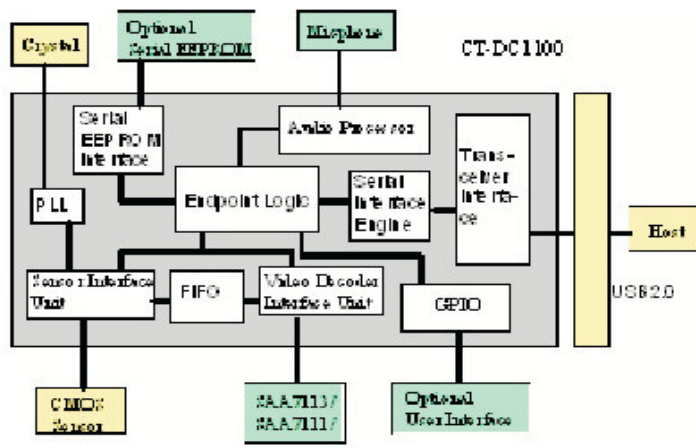 Optional
Serial EEPROM
Crystal
CT-DC1100
Serial
EEPROM
Interface
Audio Processor
Trans-
ceiver
Interfa-
ce
PLL
Endpoint Logic
Serial
Interface
Engine
Host
Sensor Interface
Unit
FIFO
Video Decoder
Interface Unit
GPIO
USB2.0
CMOS
Sensor
SAA7113/
SAA7111/
Optional
User Interface